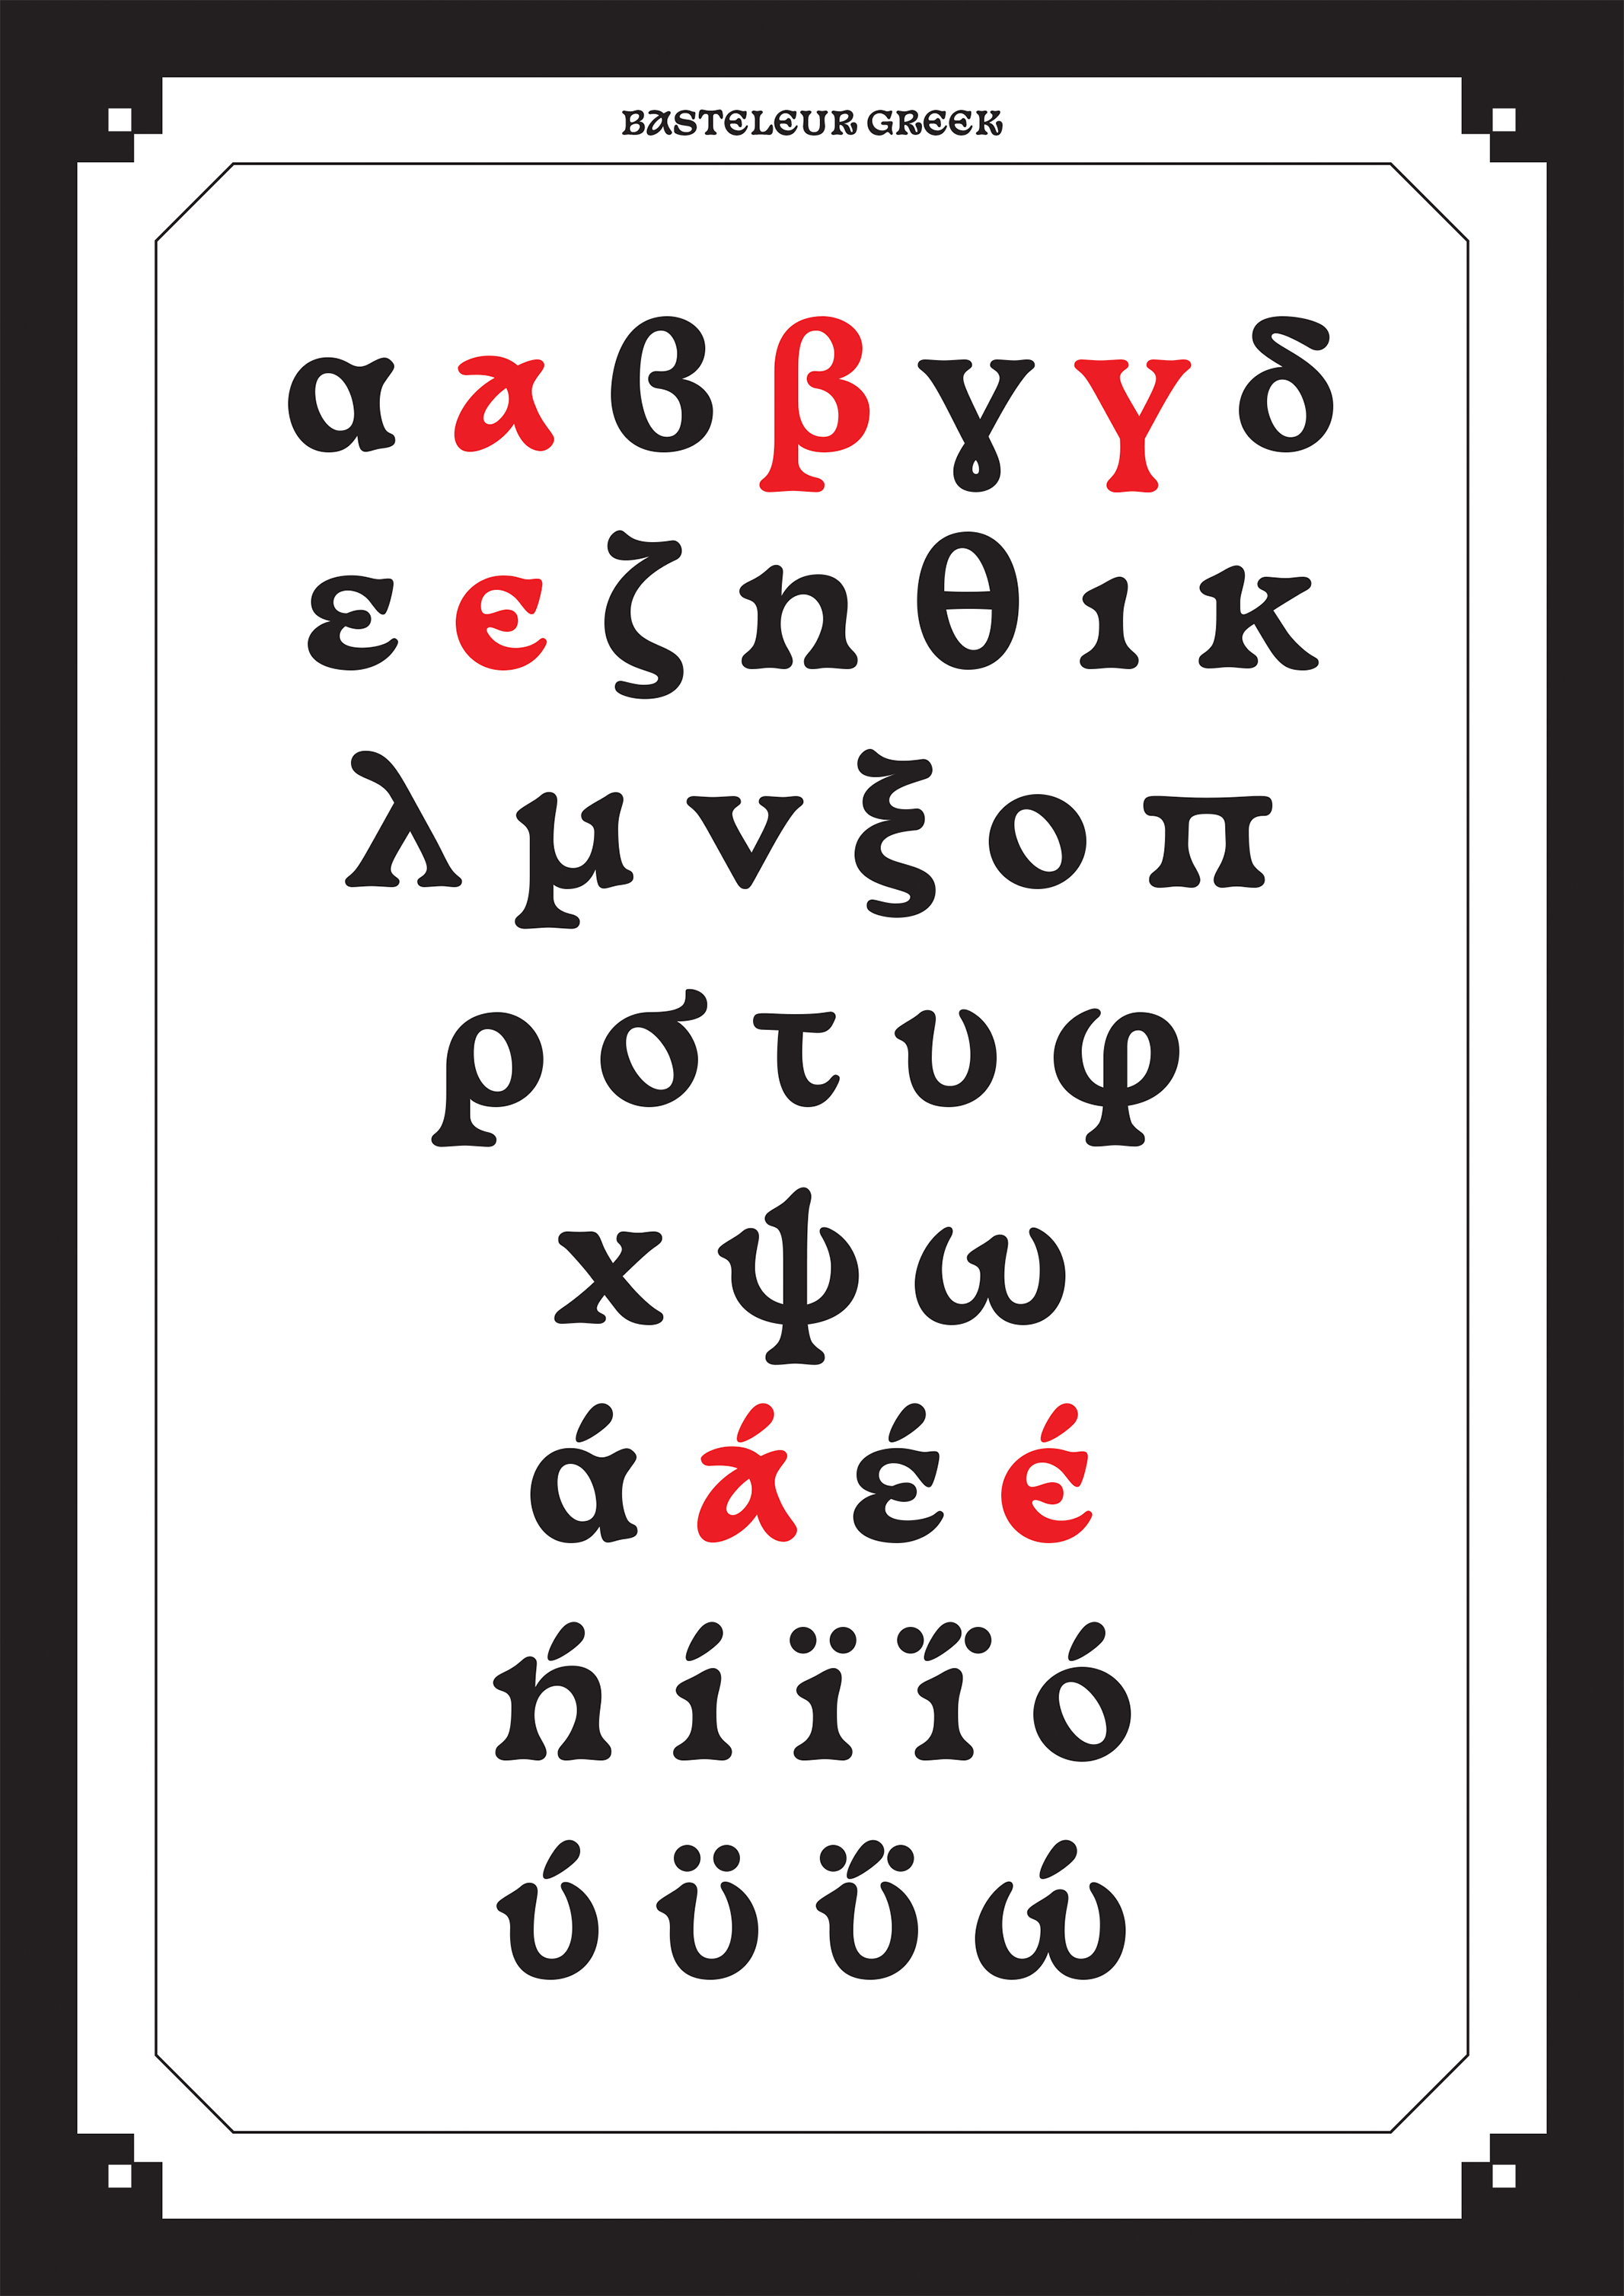 BASTELEUR GREEK
α α β β γ γ δ
ε ε ζ η θ ι κ
λ μ ν ξ ο π
ρ σ τ υ φ
χ ψ ω
ά ά έ έ
ή ί ϊ ΐ ό
ύ ϋ ΰ ώ